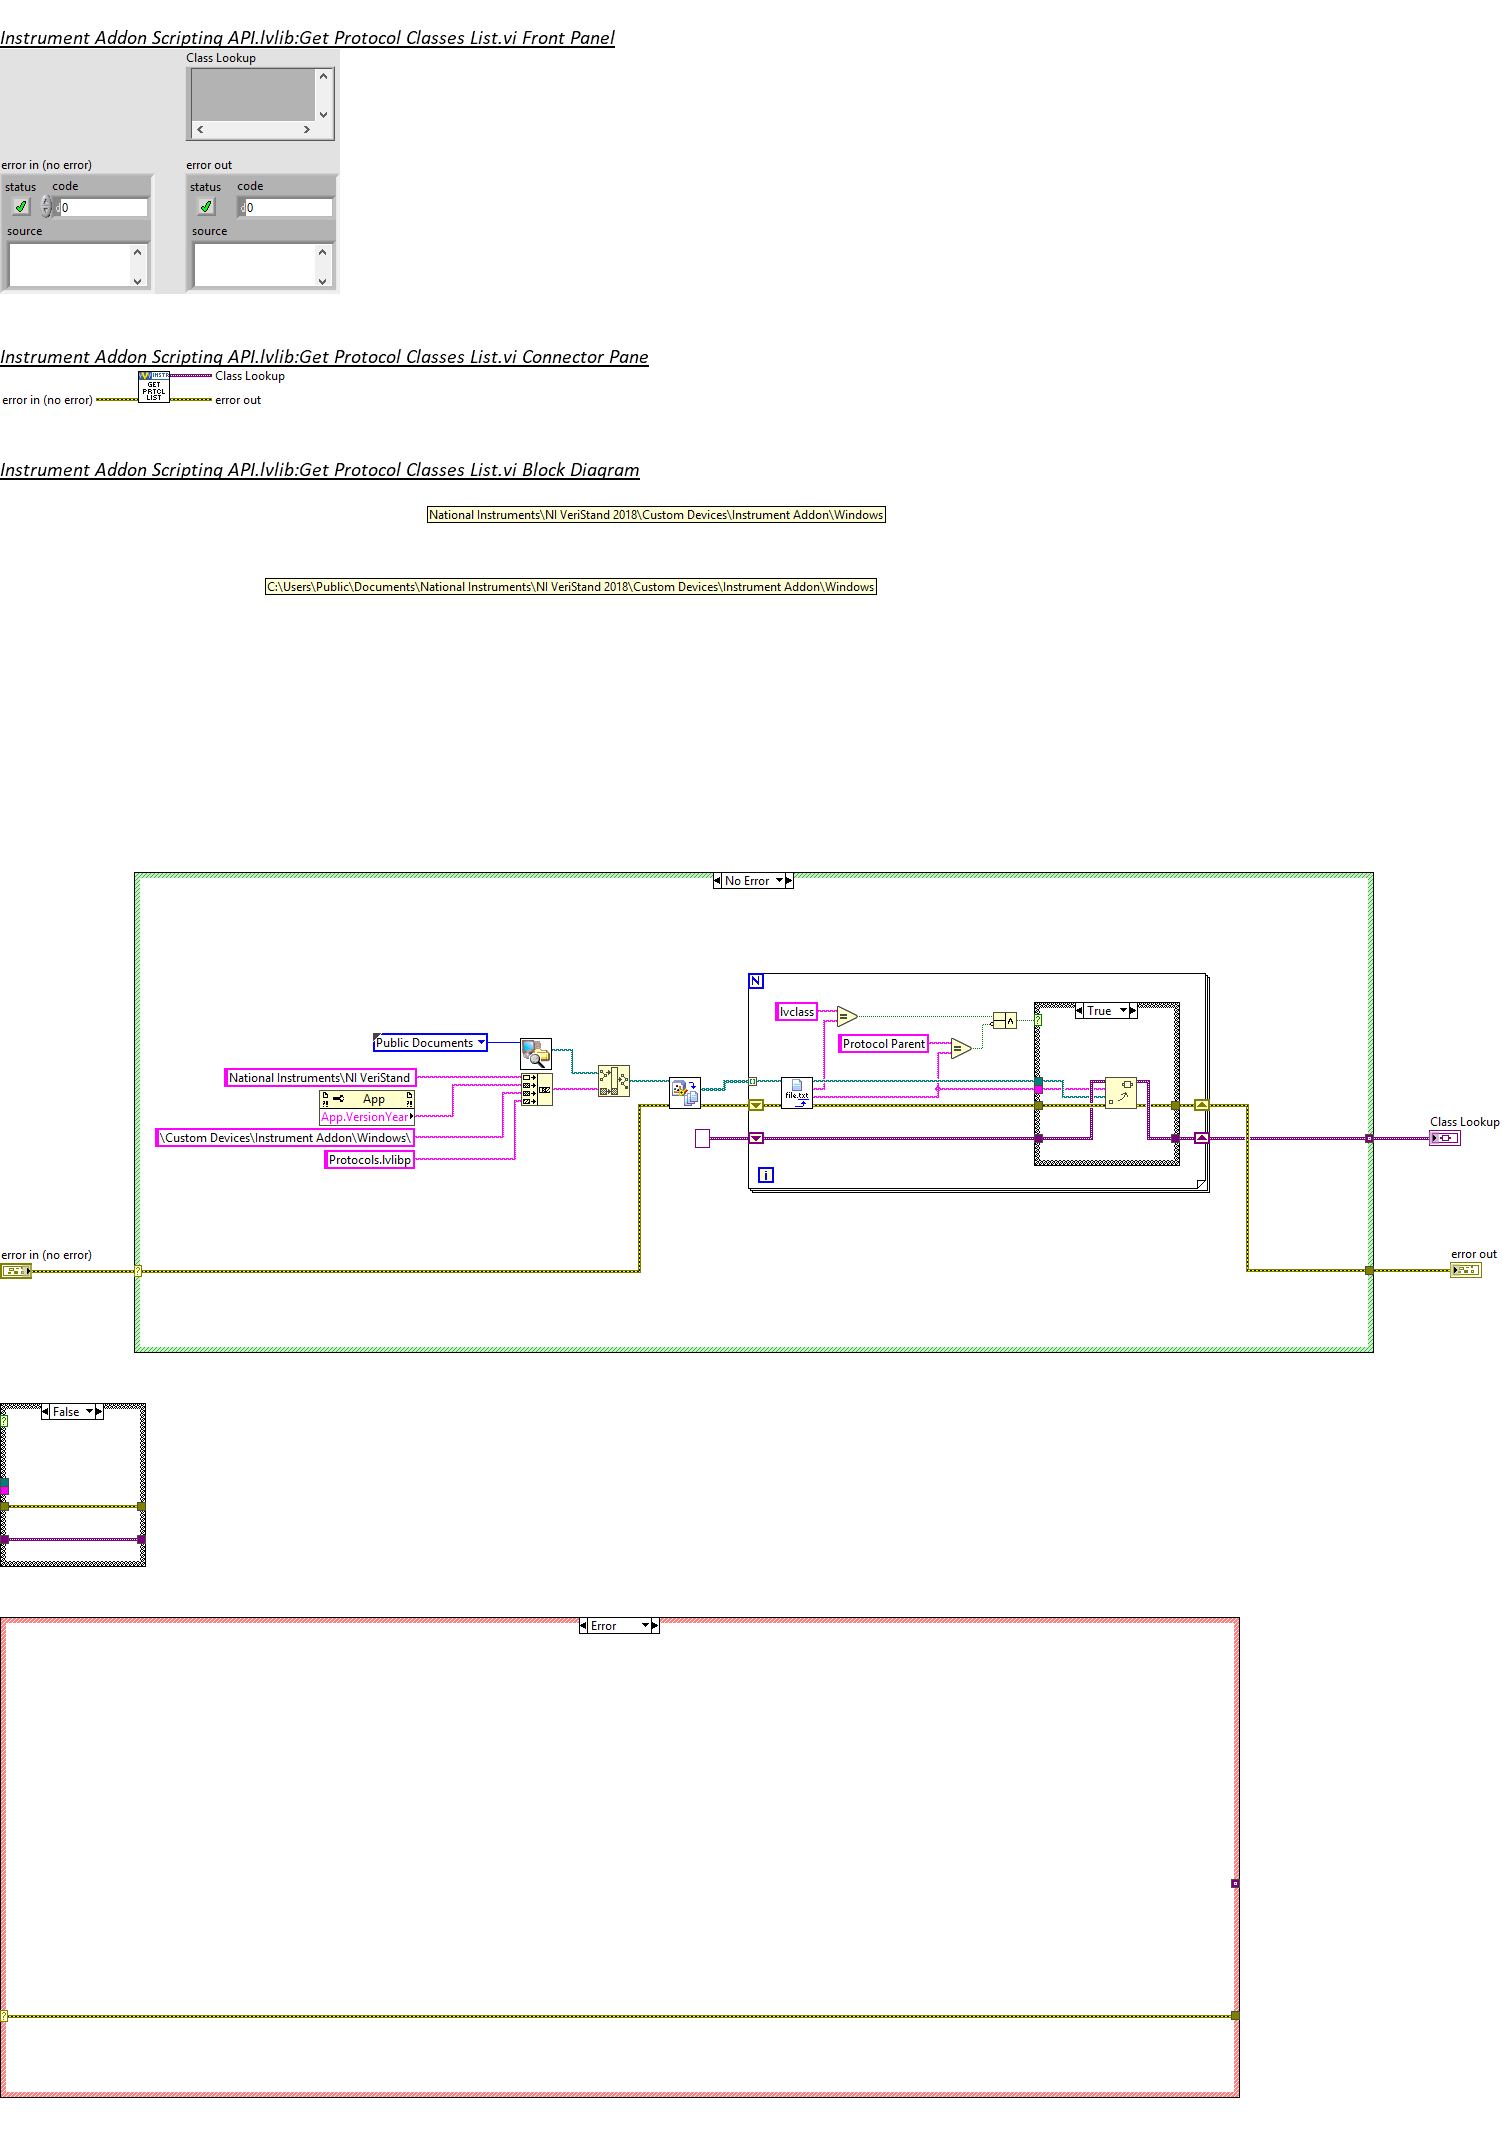 Instrument Addon Scripting API.lvlib:Get Protocol Classes List.vi Front Panel
Class Lookup
error in (no error)
error out
status code
status code
0
0
source
source
Instrument Addon Scripting API.lvlib:Get Protocol Classes List.vi Connector Pane
INSTR
GET
PRTCL
LIST
Class Lookup
error in (no error)
error out
Instrument Addon Scripting API.lvlib:Get Protocol Classes List.vi Block Diagram
National Instruments\NI VeriStand 2018\Custom Devices\Instrument Addon\Windows
C:\Users\Public\Documents\National Instruments\NI VeriStand 2018\Custom Devices\Instrument Addon\Windows
No Error
N
lvclass
=
True
?
Public Documents
Protocol Parent
=
National Instruments\NI VeriStand
App
App.VersionYear
file.txt
\Custom Devices\Instrument Addon\Windows\
Protocols.lvlibp
i
Class Lookup
error in (no error)
error out
?
False
?
Error
?